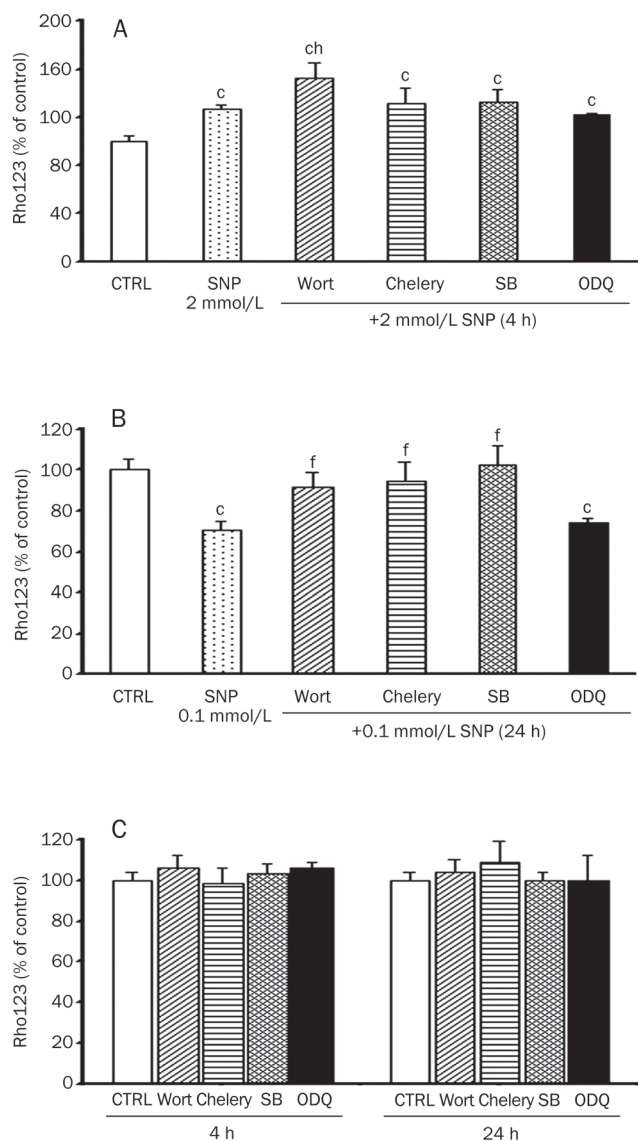 A
200
160
100
80
40
0
Rho123 (% of control)
c
ch
c
c
c
CTRL
SNP
2 mmol/L
Wort
Chelery
SB
ODQ
+2 mmol/L SNP (4 h)
B
120
100
80
60
40
20
0
Rho123 (% of control)
c
f
f
f
c
CTRL
SNP
0.1 mmol/L
Wort
Chelery
SB
ODQ
+0.1 mmol/L SNP (24 h)
C
120
100
80
60
40
20
0
Rho123 (% of control)
CTRL Wort Chelery SB ODQ
4 h
CTRL Wort Chelery SB ODQ
24 h